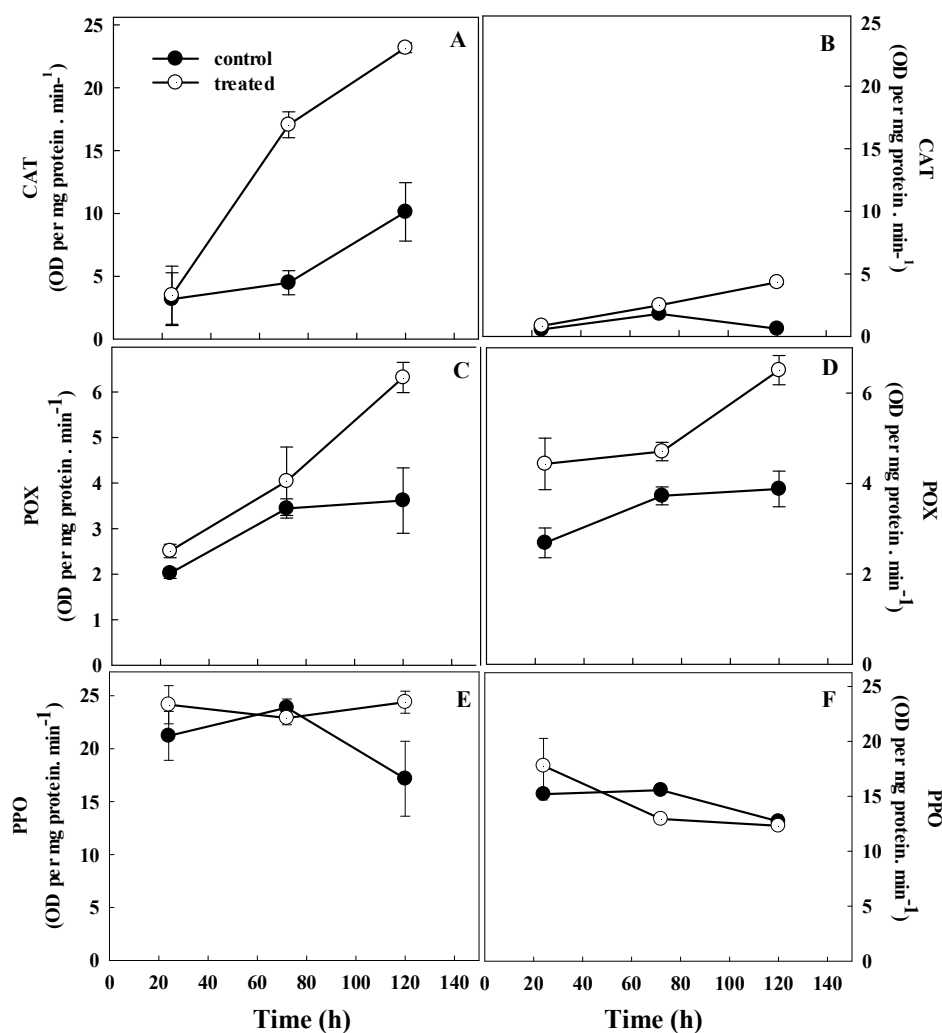 A
control
treated
25
20
15
10
5
0
CAT
(OD per mg protein . min-¹)
B
25
20
15
10
5
0
CAT
(OD per mg protein . min-¹)
C
6
5
4
3
2
1
0
POX
(OD per mg protein . min⁻¹)
D
6
4
2
0
POX
(OD per mg protein . min⁻¹)
E
25
20
15
10
5
0
PPO
(OD per mg protein. min⁻¹)
F
25
20
15
10
5
0
PPO
(OD per mg protein. min⁻¹)
0 20 40 60 80 100 120 140
Time (h)
0 20 40 60 80 100 120 140
Time (h)